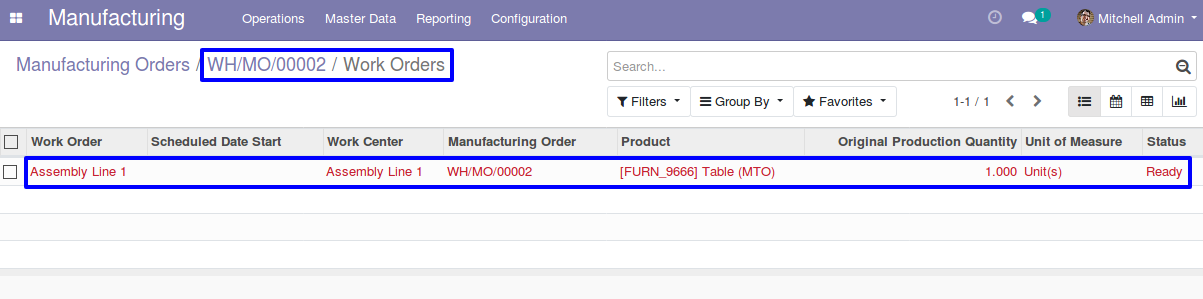 Manufacturing Operations Master Data Reporting Configuration 1 Mitchell Admin
Manufacturing Orders / WH/MO/00002 / Work Orders
Search...
Filters Group By Favorites 1-1 / 1
Work Order Scheduled Date Start Work Center Manufacturing Order Product Original Production Quantity Unit of Measure Status
Assembly Line 1 Assembly Line 1 WH/MO/00002 [FURN_9666] Table (MTO) 1.000 Unit(s) Ready